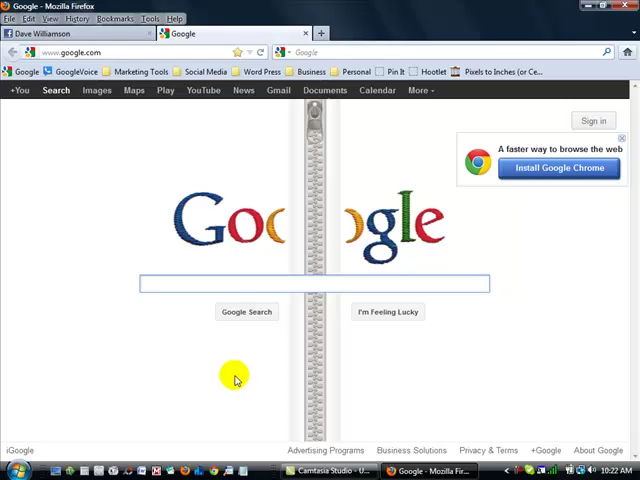 Google - Mozilla Firefox
File Edit View History Bookmarks Tools Help
Dave Williamson
Google
www.google.com
Google
Google GoogleVoice Marketing Tools Social Media Word Press Business Personal Pin It Hootlet Pixels to Inches (or Ce...
+You Search Images Maps Play YouTube News Gmail Documents Calendar More
Sign in
A faster way to browse the web
Install Google Chrome
Google
Google Search I'm Feeling Lucky
iGoogle Advertising Programs Business Solutions Privacy & Terms +Google About Google
Camtasia Studio - U... Google - Mozilla Fir... 10:22 AM